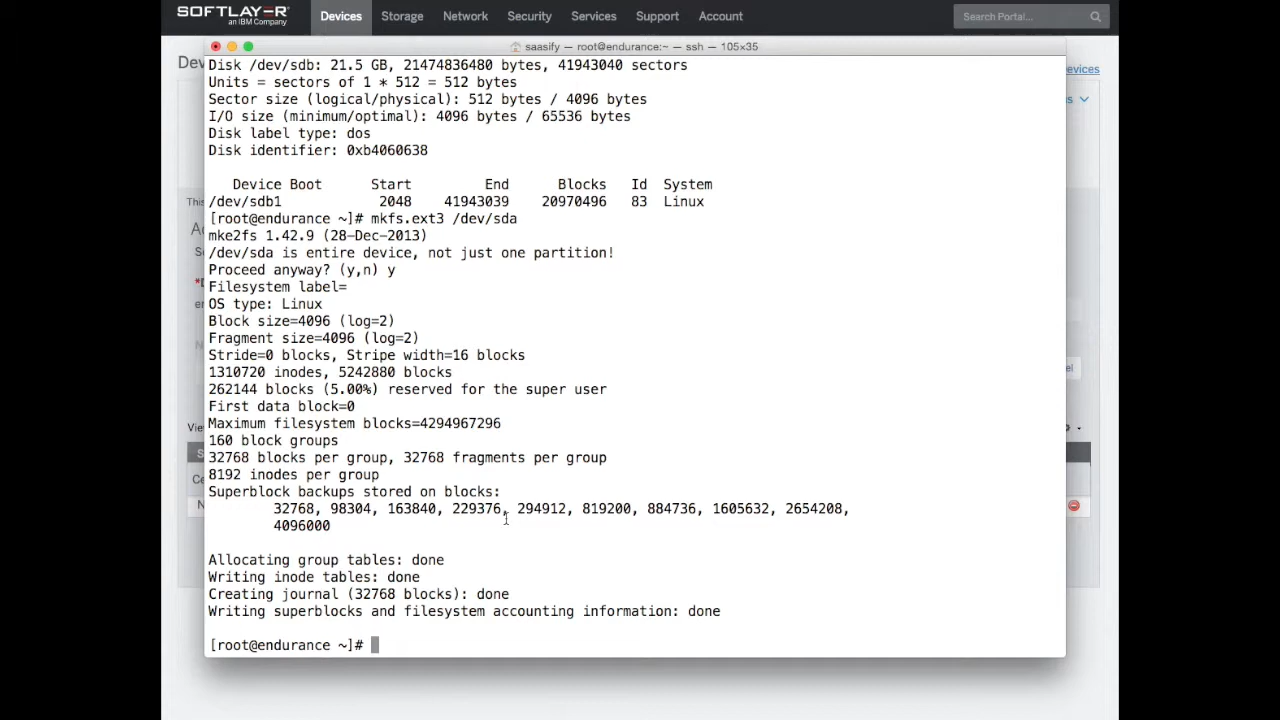 SOFTLAYER
an IBM Company
Devices Storage Network Security Services Support Account
Search Portal...
saasify — root@endurance:~ — ssh — 105×35
Disk /dev/sdb: 21.5 GB, 21474836480 bytes, 41943040 sectors
Units = sectors of 1 * 512 = 512 bytes
Sector size (logical/physical): 512 bytes / 4096 bytes
I/O size (minimum/optimal): 4096 bytes / 65536 bytes
Disk label type: dos
Disk identifier: 0xb4060638
Device Boot Start End Blocks Id System
/dev/sdb1 2048 41943039 20970496 83 Linux
[root@endurance ~]# mkfs.ext3 /dev/sda
mke2fs 1.42.9 (28-Dec-2013)
/dev/sda is entire device, not just one partition!
Proceed anyway? (y,n) y
Filesystem label=
OS type: Linux
Block size=4096 (log=2)
Fragment size=4096 (log=2)
Stride=0 blocks, Stripe width=16 blocks
1310720 inodes, 5242880 blocks
262144 blocks (5.00%) reserved for the super user
First data block=0
Maximum filesystem blocks=4294967296
160 block groups
32768 blocks per group, 32768 fragments per group
8192 inodes per group
Superblock backups stored on blocks:
32768, 98304, 163840, 229376, 294912, 819200, 884736, 1605632, 2654208,
4096000
Allocating group tables: done
Writing inode tables: done
Creating journal (32768 blocks): done
Writing superblocks and filesystem accounting information: done
[root@endurance ~]#